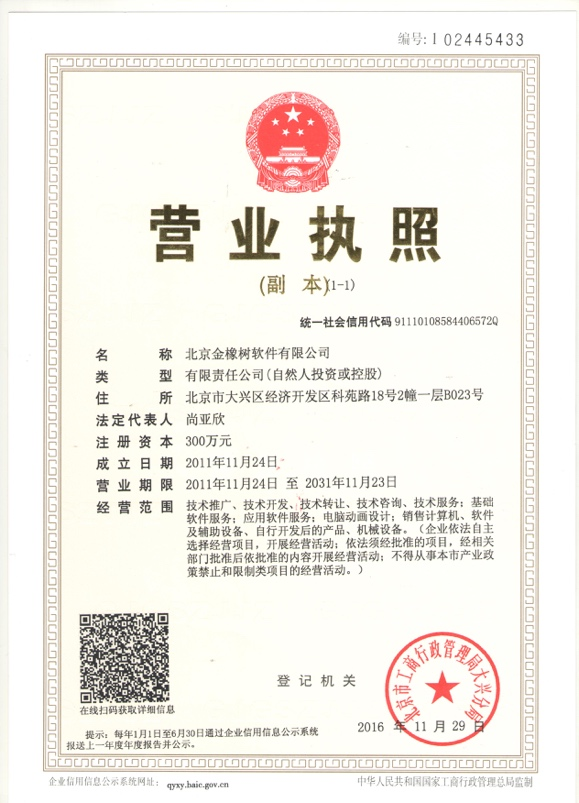 编号: I 02445433
营业执照
(副 本)(1-1)
统一社会信用代码 91110108584406572Q
名 称 北京金橡树软件有限公司
类 型 有限责任公司(自然人投资或控股)
住 所 北京市大兴区经济开发区科苑路18号2幢一层B023号
法定代表人 尚亚欣
注册资本 300万元
成立日期 2011年11月24日
营业期限 2011年11月24日 至 2031年11月23日
经营范围 技术推广、技术开发、技术转让、技术咨询、技术服务；基础
软件服务；应用软件服务；电脑动画设计；销售计算机、软件
及辅助设备、自行开发后的产品、机械设备。（企业依法自主
选择经营项目，开展经营活动；依法须经批准的项目，经相关
部门批准后依批准的内容开展经营活动；不得从事本市产业政
策禁止和限制类项目的经营活动。）
在线扫码获取详细信息
登记机关
北京市工商行政管理局大兴分局
2016 年 11 月 29 日
提示：每年1月1日至6月30日通过企业信用信息公示系统
报送上一年度年度报告并公示。
企业信用信息公示系统网址： qyxy.baic.gov.cn
中华人民共和国国家工商行政管理总局监制